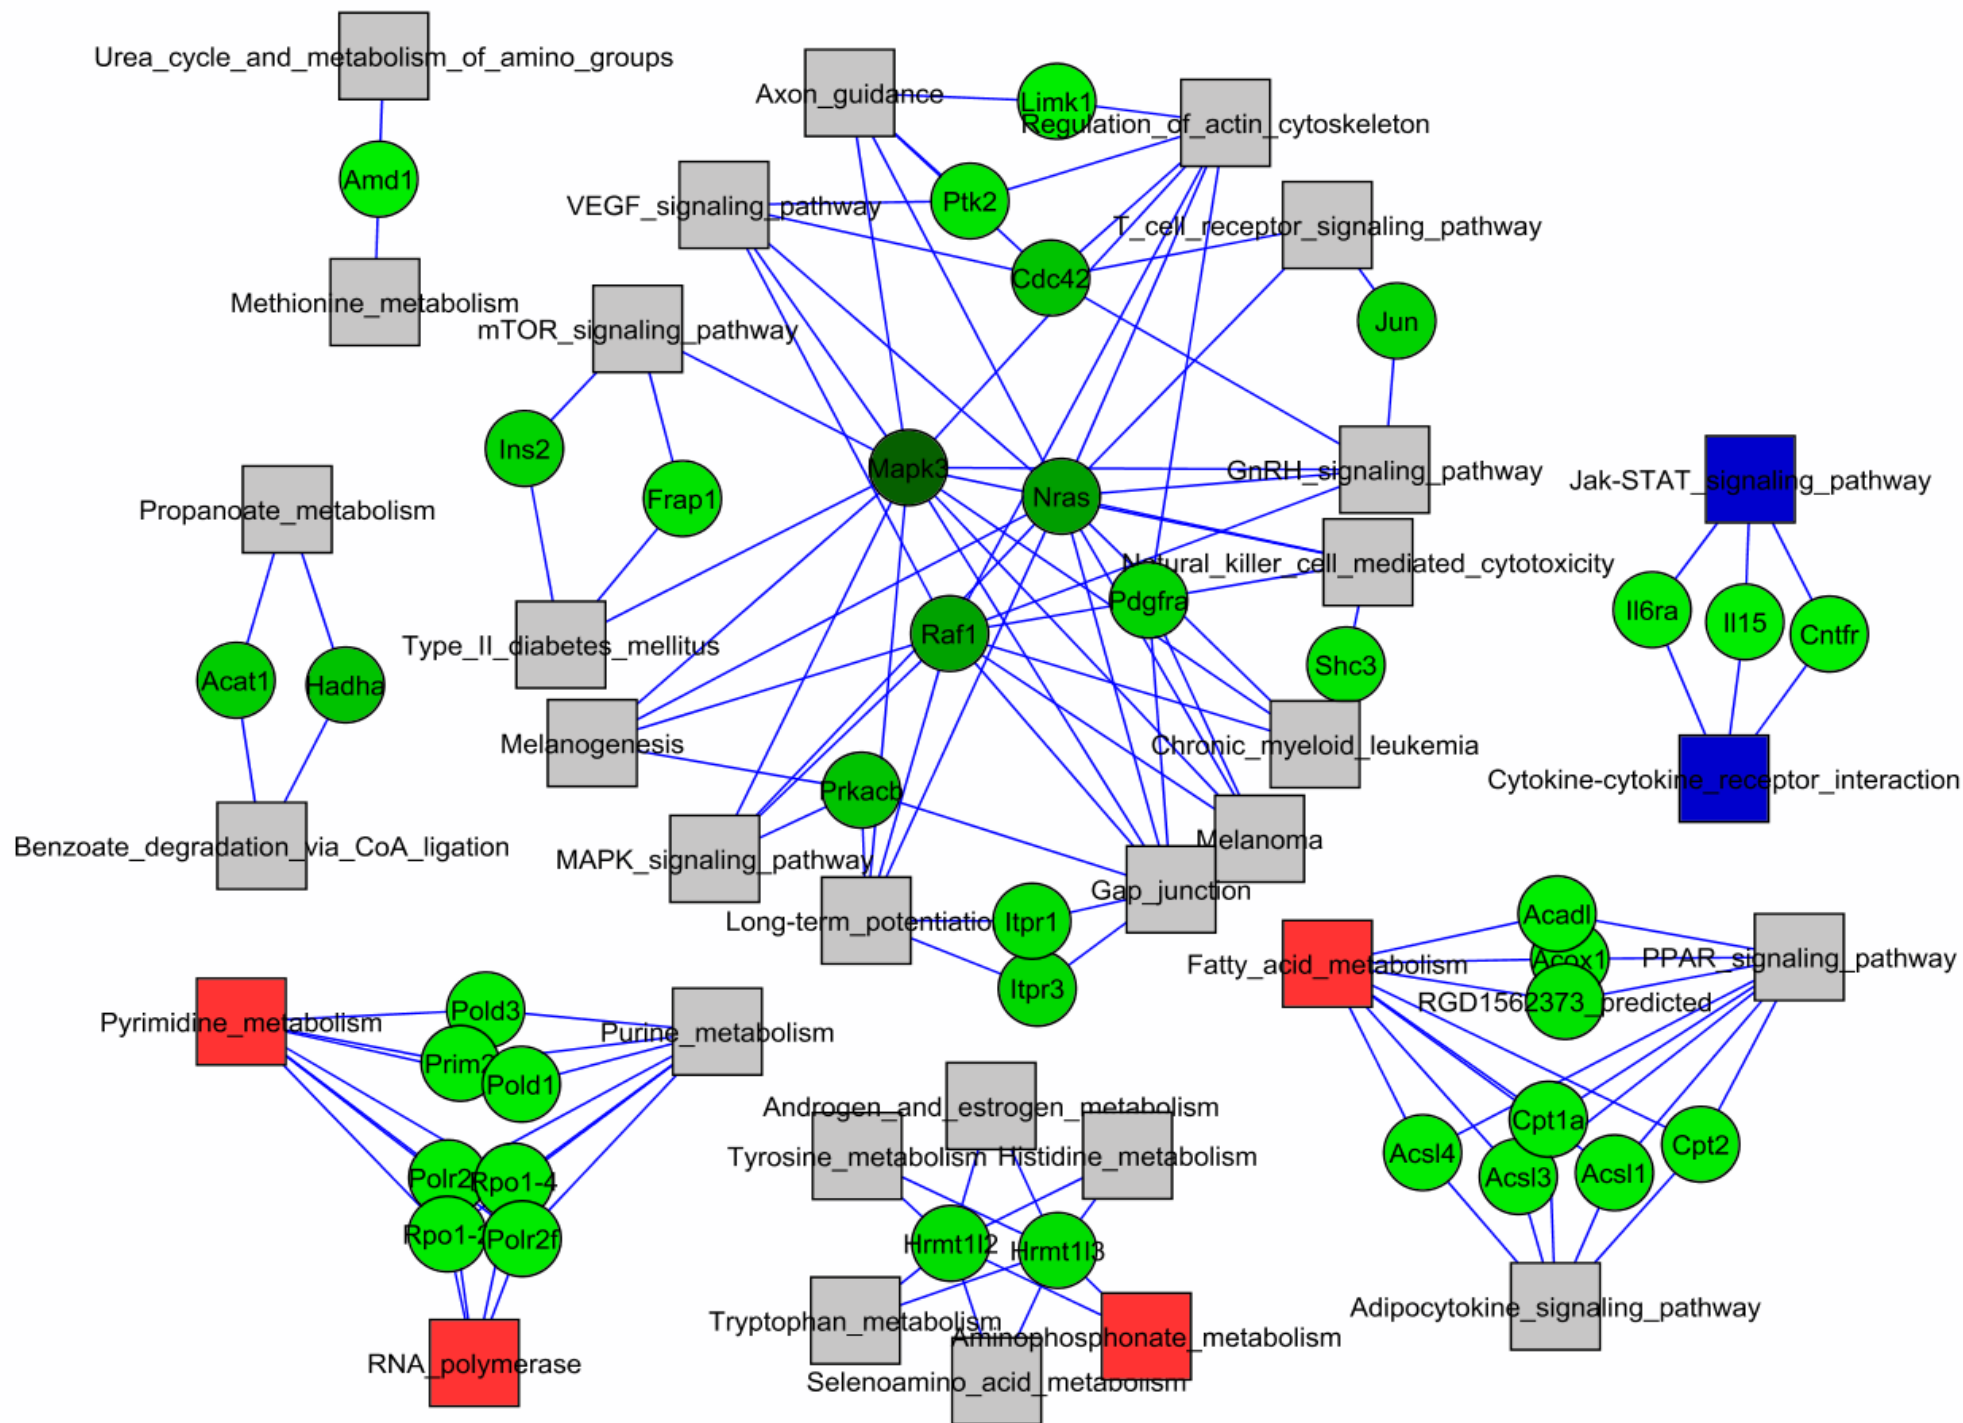 Urea_cycle_and_metabolism_of_amino_groups
Axon_guidance
Limk1
Regulation_of_actin_cytoskeleton
Amd1
VEGF_signaling_pathway
Ptk2
T_cell_receptor_signaling_pathway
Cdc42
Methionine_metabolism
mTOR_signaling_pathway
Jun
Ins2
Mapk3
GnRH_signaling_pathway
Jak-STAT_signaling_pathway
Frap1
Nras
Propanoate_metabolism
Natural_killer_cell_mediated_cytotoxicity
Pdgfra
Il6ra
Il15
Cntfr
Raf1
Type_II_diabetes_mellitus
Shc3
Acat1
Hadha
Melanogenesis
Chronic_myeloid_leukemia
Cytokine-cytokine_receptor_interaction
Prkacb
Melanoma
Benzoate_degradation_via_CoA_ligation
MAPK_signaling_pathway
Gap_junction
Long-term_potentiatio
Itpr1
Acadl
Acox1
PPAR_signaling_pathway
Fatty_acid_metabolism
Itpr3
RGD1562373_predicted
Pold3
Pyrimidine_metabolism
Purine_metabolism
Prim2
Pold1
Androgen_and_estrogen_metabolism
Cpt1a
Tyrosine_metabolism
Histidine_metabolism
Acsl4
Acsl3
Acsl1
Cpt2
Polr2
Rpo1-4
Rpo1-2
Polr2f
Hrmt1l2
Hrmt1l3
Adipocytokine_signaling_pathway
Tryptophan_metabolism
Aminophosphonate_metabolism
RNA_polymerase
Selenoamino_acid_metabolism